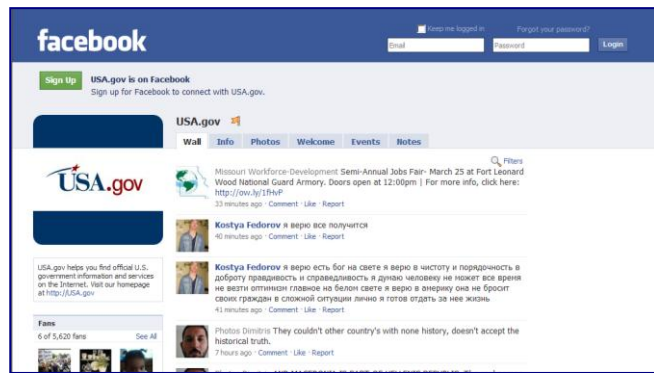 facebook
Keep me logged in
Forgot your password?
Email
Password
Login
Sign Up
USA.gov is on Facebook
Sign up for Facebook to connect with USA.gov.
USA.gov
Wall Info Photos Welcome Events Notes
Filters
USA.gov
Missouri Workforce-Development Semi-Annual Jobs Fair- March 25 at Fort Leonard
Wood National Guard Armory. Doors open at 12:00pm | For more info, click here:
http://ow.ly/1fHvP
33 minutes ago · Comment · Like · Report
Kostya Fedorov я верю все получится
40 minutes ago · Comment · Like · Report
USA.gov helps you find official U.S.
government information and services
on the Internet. Visit our homepage
at http://USA.gov
Kostya Fedorov я верю есть бог на свете я верю в чистоту и порядочность в
доброту правдивость и справедливость я думаю человеку не может все время
не везти оптимизм главное на белом свете я верю в америку она не бросит
своих граждан в сложной ситуации лично я готов отдать за нее жизнь
41 minutes ago · Comment · Like · Report
Fans
6 of 5,620 fans See All
Photos Dimitris They couldn't other country's with none history, doesn't accept the
historical truth.
7 hours ago · Comment · Like · Report